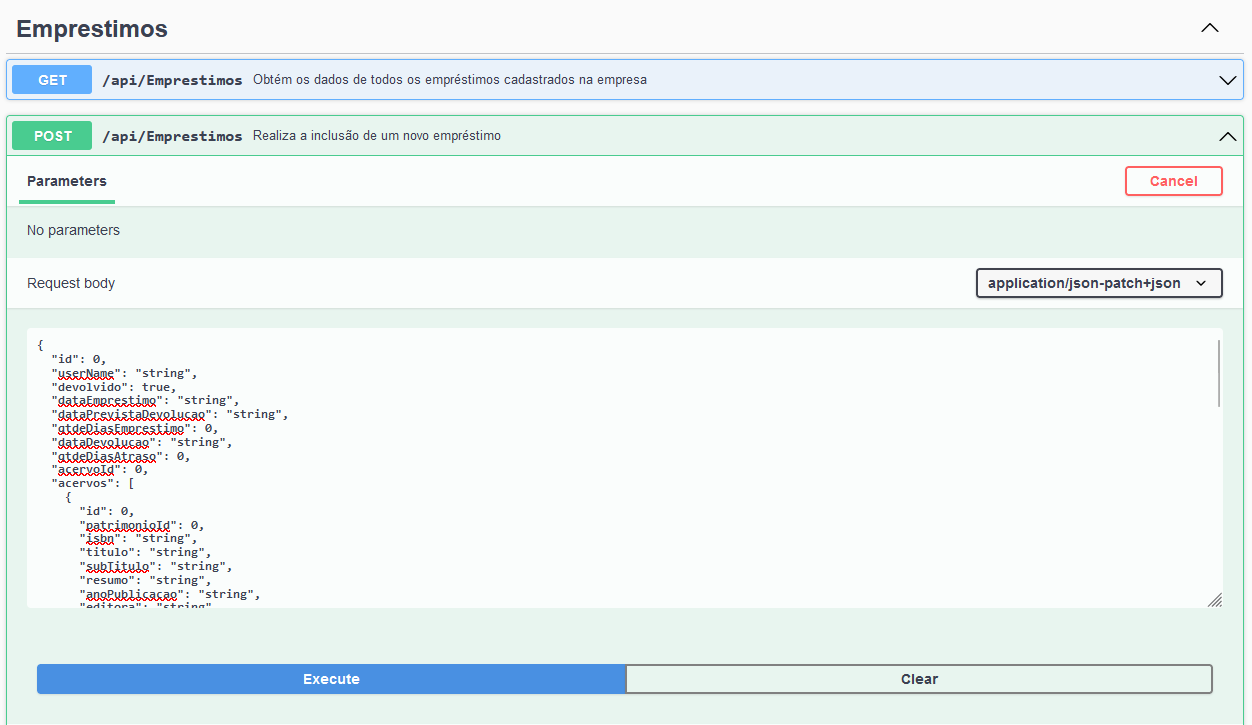 Emprestimos
GET /api/Emprestimos Obtém os dados de todos os empréstimos cadastrados na empresa
POST /api/Emprestimos Realiza a inclusão de um novo empréstimo
Parameters Cancel
No parameters
Request body application/json-patch+json
{
"id": 0,
"userName": "string",
"devolvido": true,
"dataEmprestimo": "string",
"dataPrevistaDevolucao": "string",
"qtdeDiasEmprestimo": 0,
"dataDevolucao": "string",
"qtdeDiasAtraso": 0,
"acervoId": 0,
"acervos": [
{
"id": 0,
"patrimonioId": 0,
"isbn": "string",
"titulo": "string",
"subTitulo": "string",
"resumo": "string",
"anoPublicacao": "string",
"editora": "string"
Execute Clear